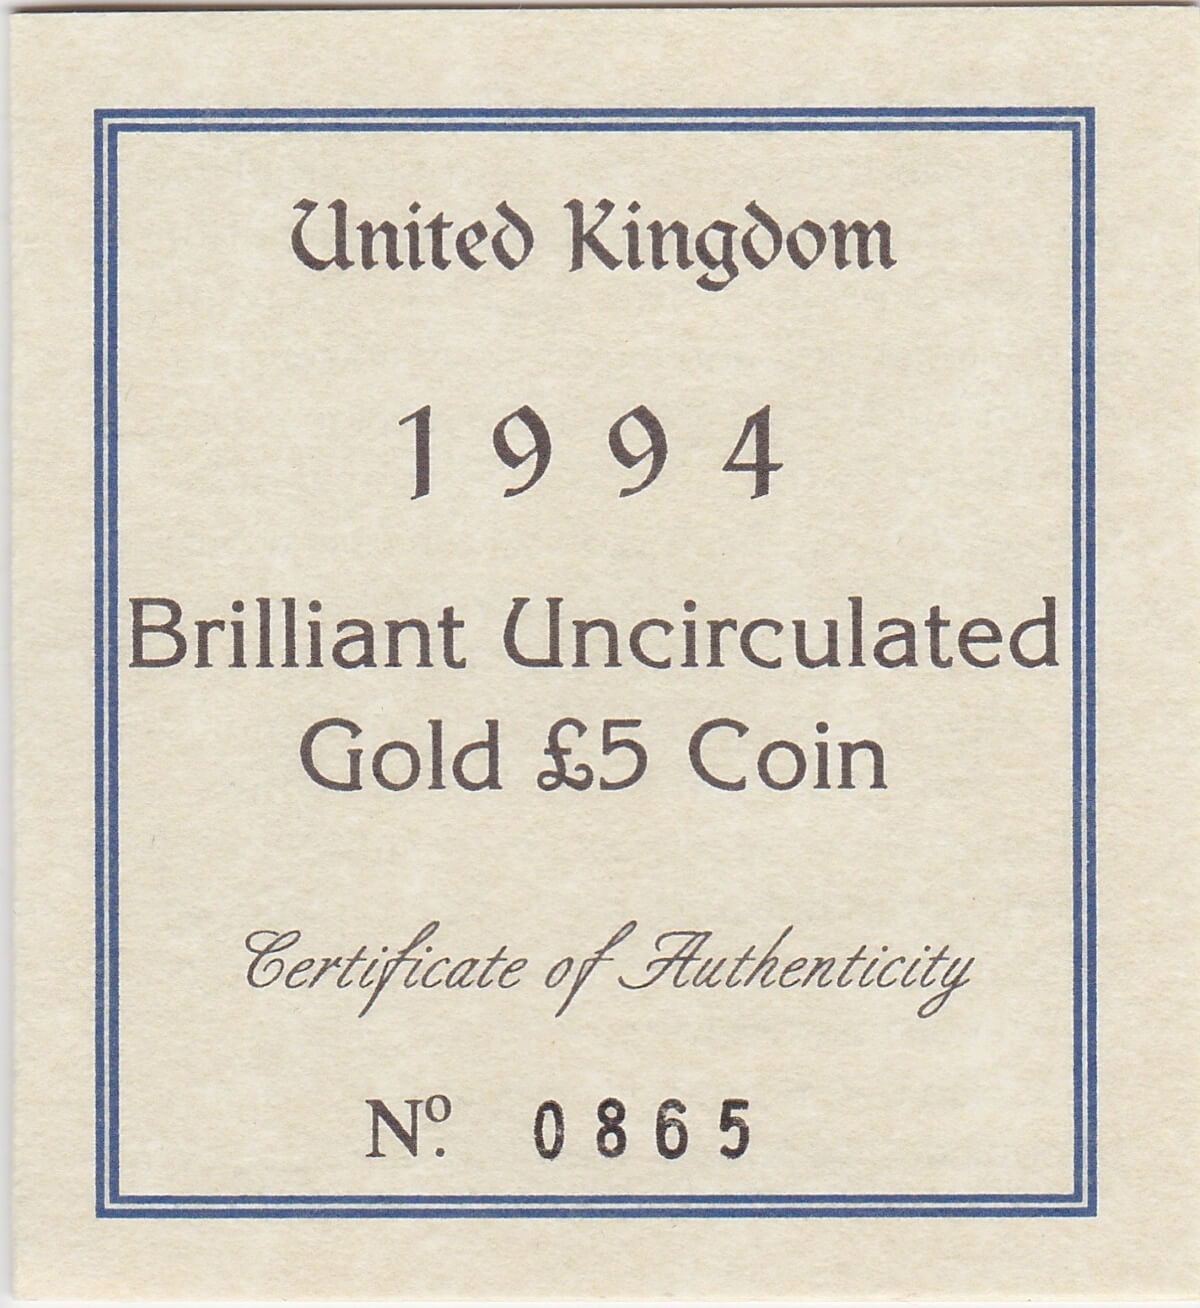 United Kingdom
1994
Brilliant Uncirculated
Gold £5 Coin
Certificate of Authenticity
Nº. 0865